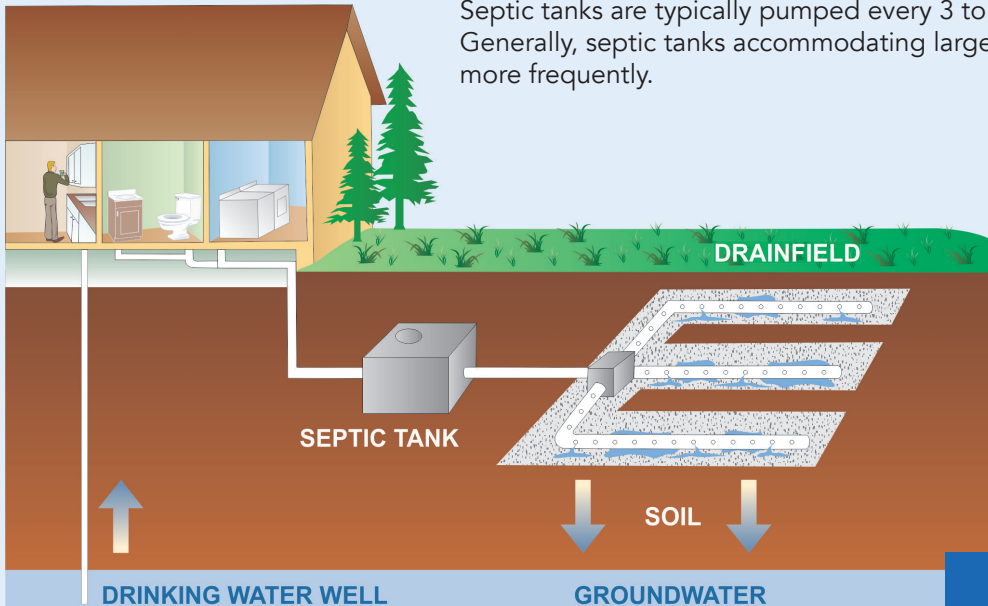 Septic tanks are typically pumped every 3 to
Generally, septic tanks accommodating large
more frequently.
DRAINFIELD
SEPTIC TANK
SOIL
DRINKING WATER WELL
GROUNDWATER